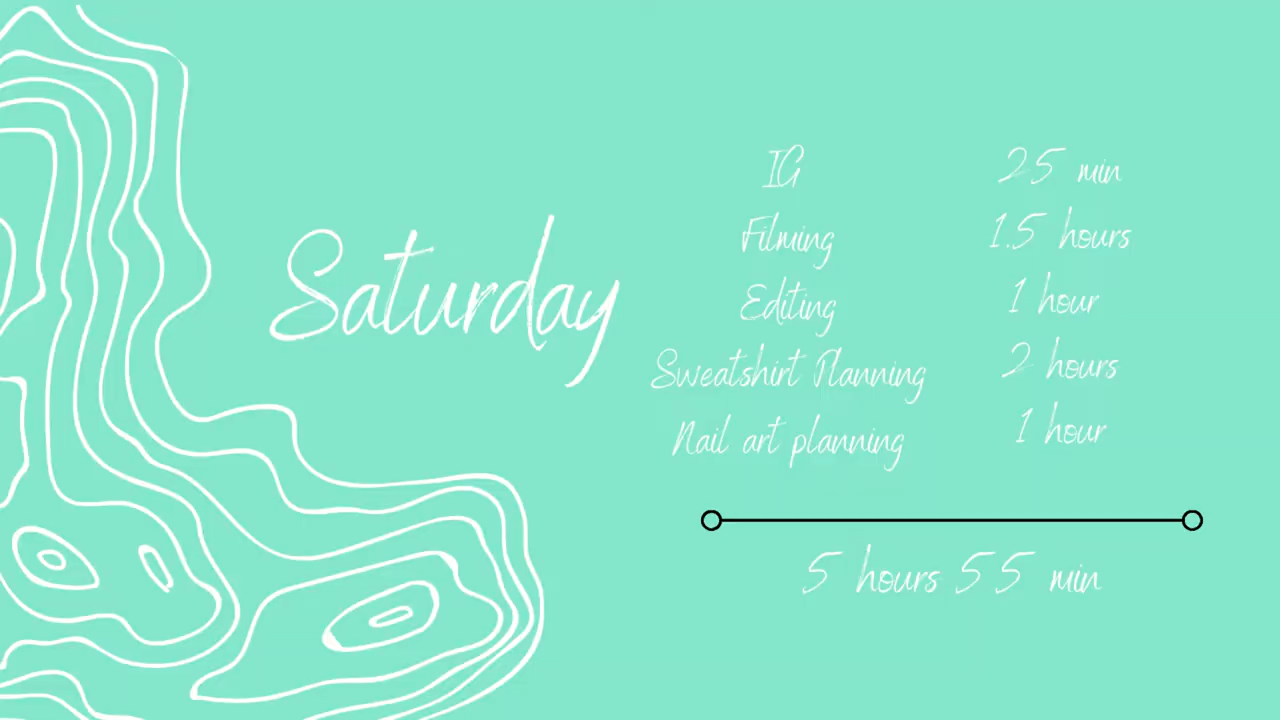 Saturday
IG 25 min
Filming 1.5 hours
Editing 1 hour
Sweatshirt Planning 2 hours
Nail art planning 1 hour
5 hours 55 min